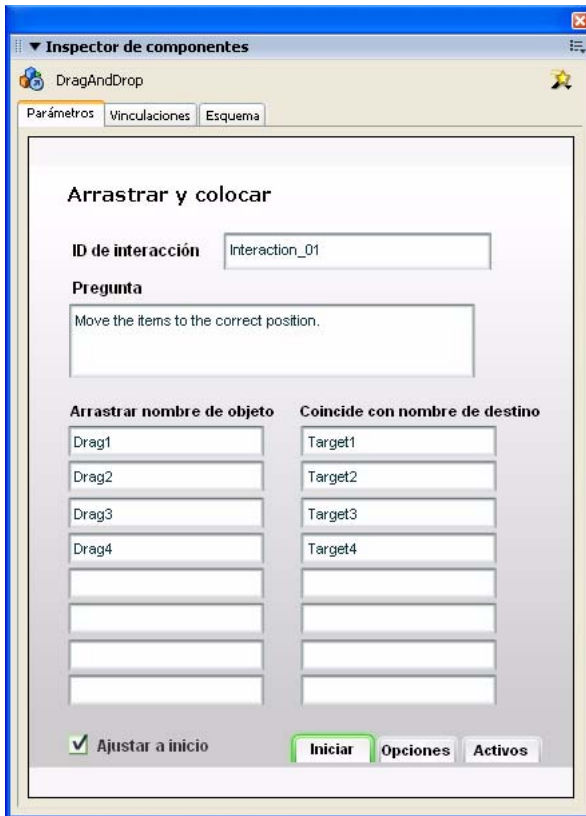 Inspector de componentes
DragAndDrop
Parámetros Vinculaciones Esquema
Arrastrar y colocar
ID de interacción Interaction_01
Pregunta
Move the items to the correct position.
Arrastrar nombre de objeto Coincide con nombre de destino
Drag1 Target1
Drag2 Target2
Drag3 Target3
Drag4 Target4
Ajustar a inicio Iniciar Opciones Activos